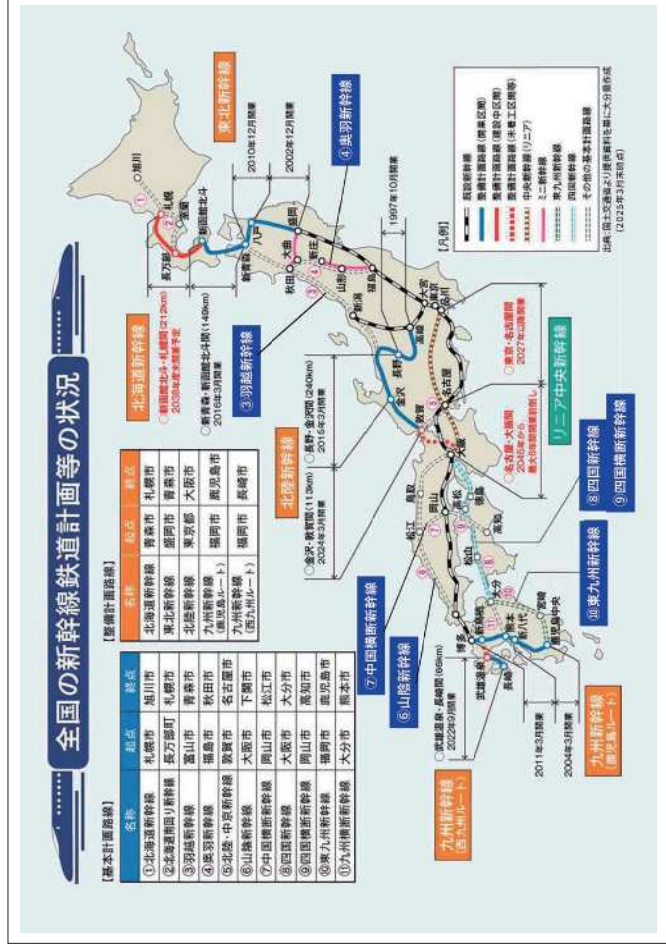 全国の新幹線鉄道計画等の状況
【基本計画路線】
名称 起点 終点
①北海道新幹線 札幌市 旭川市
②北海道南回り新幹線 長万部町 札幌市
③羽越新幹線 富山市 青森市
④奥羽新幹線 福島市 秋田市
⑤北陸・中京新幹線 敦賀市 名古屋市
⑥山陰新幹線 大阪市 下関市
⑦中国横断新幹線 岡山市 松江市
⑧四国新幹線 大阪市 大分市
⑨四国横断新幹線 岡山市 高知市
⑩東九州新幹線 福岡市 鹿児島市
⑪九州横断新幹線 大分市 熊本市
【整備計画路線】
名称 起点 終点
北海道新幹線 青森市 札幌市
東北新幹線 盛岡市 青森市
北陸新幹線 東京都 大阪市
九州新幹線
(鹿児島ルート) 福岡市 鹿児島市
九州新幹線
(西九州ルート) 福岡市 長崎市
北海道新幹線
○新函館北斗・札幌間(212km)
2038年度末開業予定
○新青森・新函館北斗間(149km)
2016年3月開業
③羽越新幹線
北陸新幹線
○長野・金沢間(240km)
2015年3月開業
○金沢・敦賀間(113km)
2024年3月開業
⑦中国横断新幹線
⑥山陰新幹線
○武雄温泉・長崎間(66km)
2022年9月開業
九州新幹線
(西九州ルート)
九州新幹線
(鹿児島ルート)
2011年3月開業
2004年3月開業
⑩東九州新幹線
⑧四国新幹線
⑨四国横断新幹線
リニア中央新幹線
○名古屋・大阪間
2045年から
最大8年間開業前倒し
○東京・名古屋間
2027年以降開業
東北新幹線
2010年12月開業
2002年12月開業
④奥羽新幹線
1997年10月開業
①
旭川
②
札幌
室蘭
長万部
新函館北斗
新青森
八戸
盛岡
大曲
秋田
③
新庄
④
山形
福島
新潟
大宮
東京
品川
高崎
長野
金沢
敦賀
⑤
名古屋
大阪
鳥取
松江
岡山
⑦
⑥
高松
徳島
⑨
松山
高知
⑧
大分
⑩
⑪
博多
新鳥栖
武雄温泉
長崎
熊本
新八代
宮崎
鹿児島中央
【凡例】
既設新幹線
整備計画路線(開業区間)
整備計画路線(建設中区間)
整備計画路線(未着工区間等)
中央新幹線(リニア)
ミニ新幹線
東九州新幹線
四国新幹線
その他の基本計画路線
出典:国土交通省より提供資料を基に大分県作成
(2025年3月末時点)